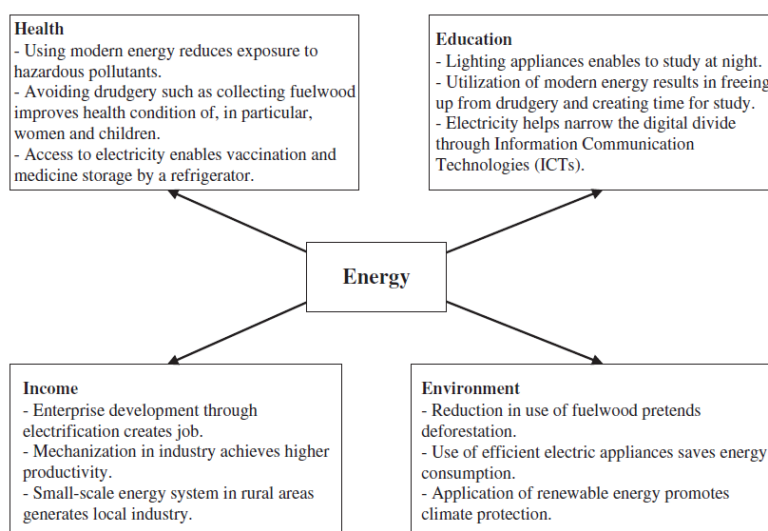 Health
- Using modern energy reduces exposure to
hazardous pollutants.
- Avoiding drudgery such as collecting fuelwood
improves health condition of, in particular,
women and children.
- Access to electricity enables vaccination and
medicine storage by a refrigerator.
Education
- Lighting appliances enables to study at night.
- Utilization of modern energy results in freeing
up from drudgery and creating time for study.
- Electricity helps narrow the digital divide
through Information Communication
Technologies (ICTs).
Energy
Income
- Enterprise development through
electrification creates job.
- Mechanization in industry achieves higher
productivity.
- Small-scale energy system in rural areas
generates local industry.
Environment
- Reduction in use of fuelwood pretends
deforestation.
- Use of efficient electric appliances saves energy
consumption.
- Application of renewable energy promotes
climate protection.